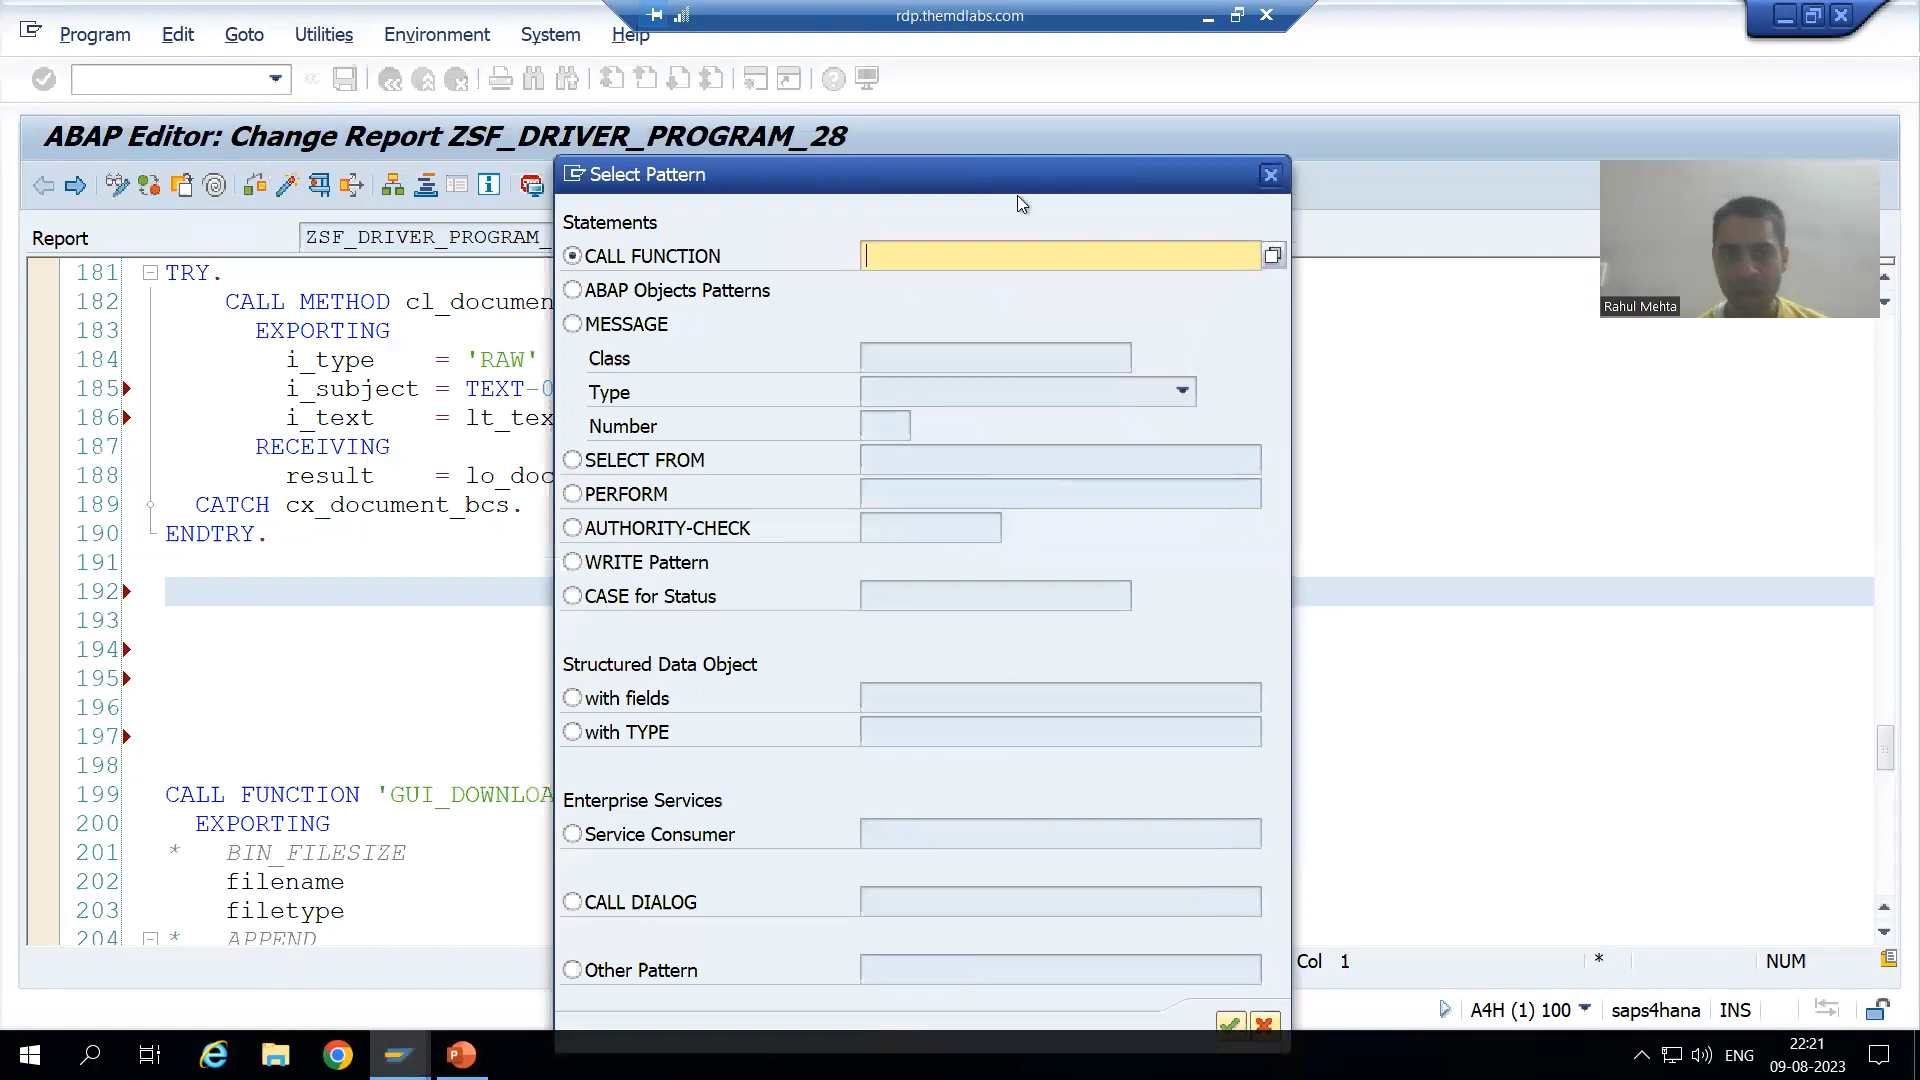 rdp.themdlabs.com
Program Edit Goto Utilities Environment System Help
ABAP Editor: Change Report ZSF_DRIVER_PROGRAM_28
Report ZSF_DRIVER_PROGRAM_
181 TRY.
182 CALL METHOD cl_document
183 EXPORTING
184 i_type = 'RAW'
185 i_subject = TEXT-0
186 i_text = lt_tex
187 RECEIVING
188 result = lo_doc
189 CATCH cx_document_bcs.
190 ENDTRY.
191
192
193
194
195
196
197
198
199 CALL FUNCTION 'GUI_DOWNLOA
200 EXPORTING
201 * BIN_FILESIZE
202 filename
203 filetype
204 * APPEND
Select Pattern
Statements
CALL FUNCTION
ABAP Objects Patterns
MESSAGE
Class
Type
Number
SELECT FROM
PERFORM
AUTHORITY-CHECK
WRITE Pattern
CASE for Status
Structured Data Object
with fields
with TYPE
Enterprise Services
Service Consumer
CALL DIALOG
Other Pattern
Rahul Mehta
Col 1 * NUM
A4H (1) 100 saps4hana INS
ENG
22:21
09-08-2023